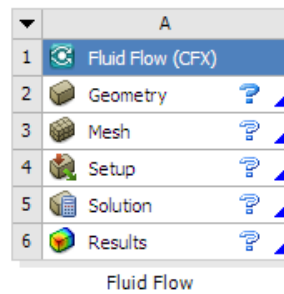 A
1 Fluid Flow (CFX)
2 Geometry ?
3 Mesh ?
4 Setup ?
5 Solution ?
6 Results ?
Fluid Flow